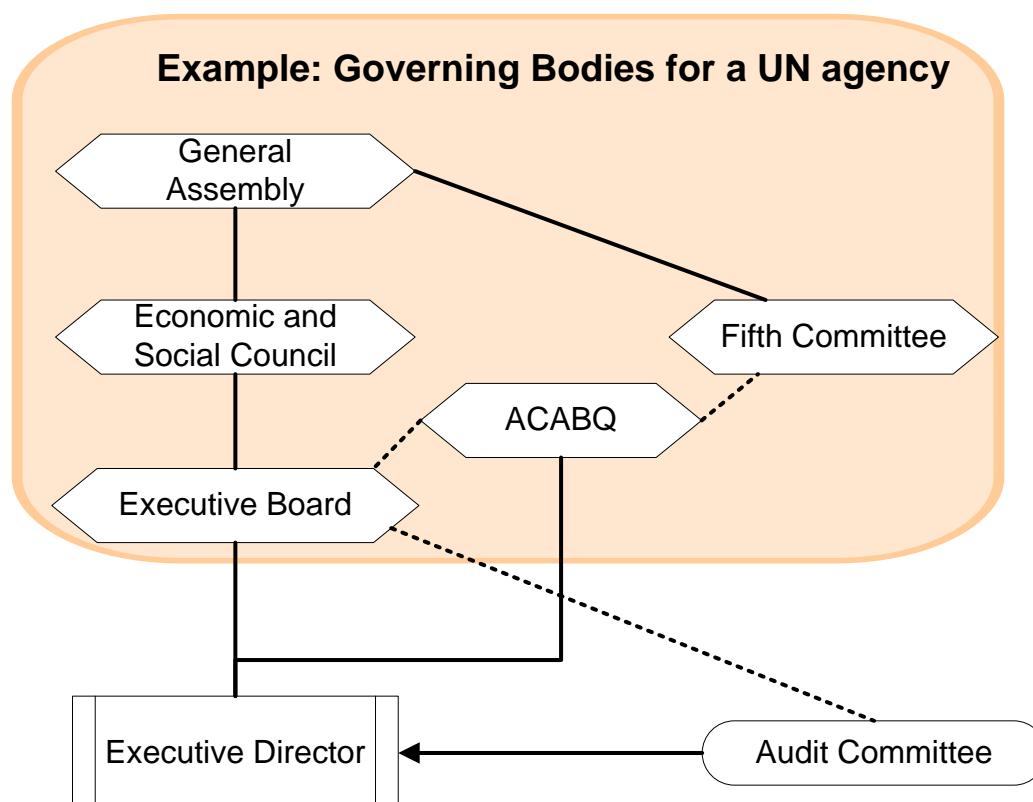 Example: Governing Bodies for a UN agency
General
Assembly
Economic and
Social Council
Fifth Committee
ACABQ
Executive Board
Executive Director
Audit Committee